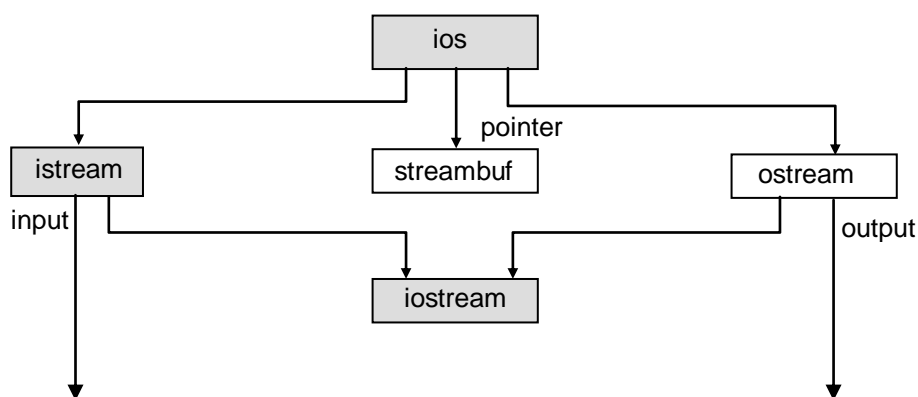 ios
pointer
istream
streambuf
ostream
input
output
iostream